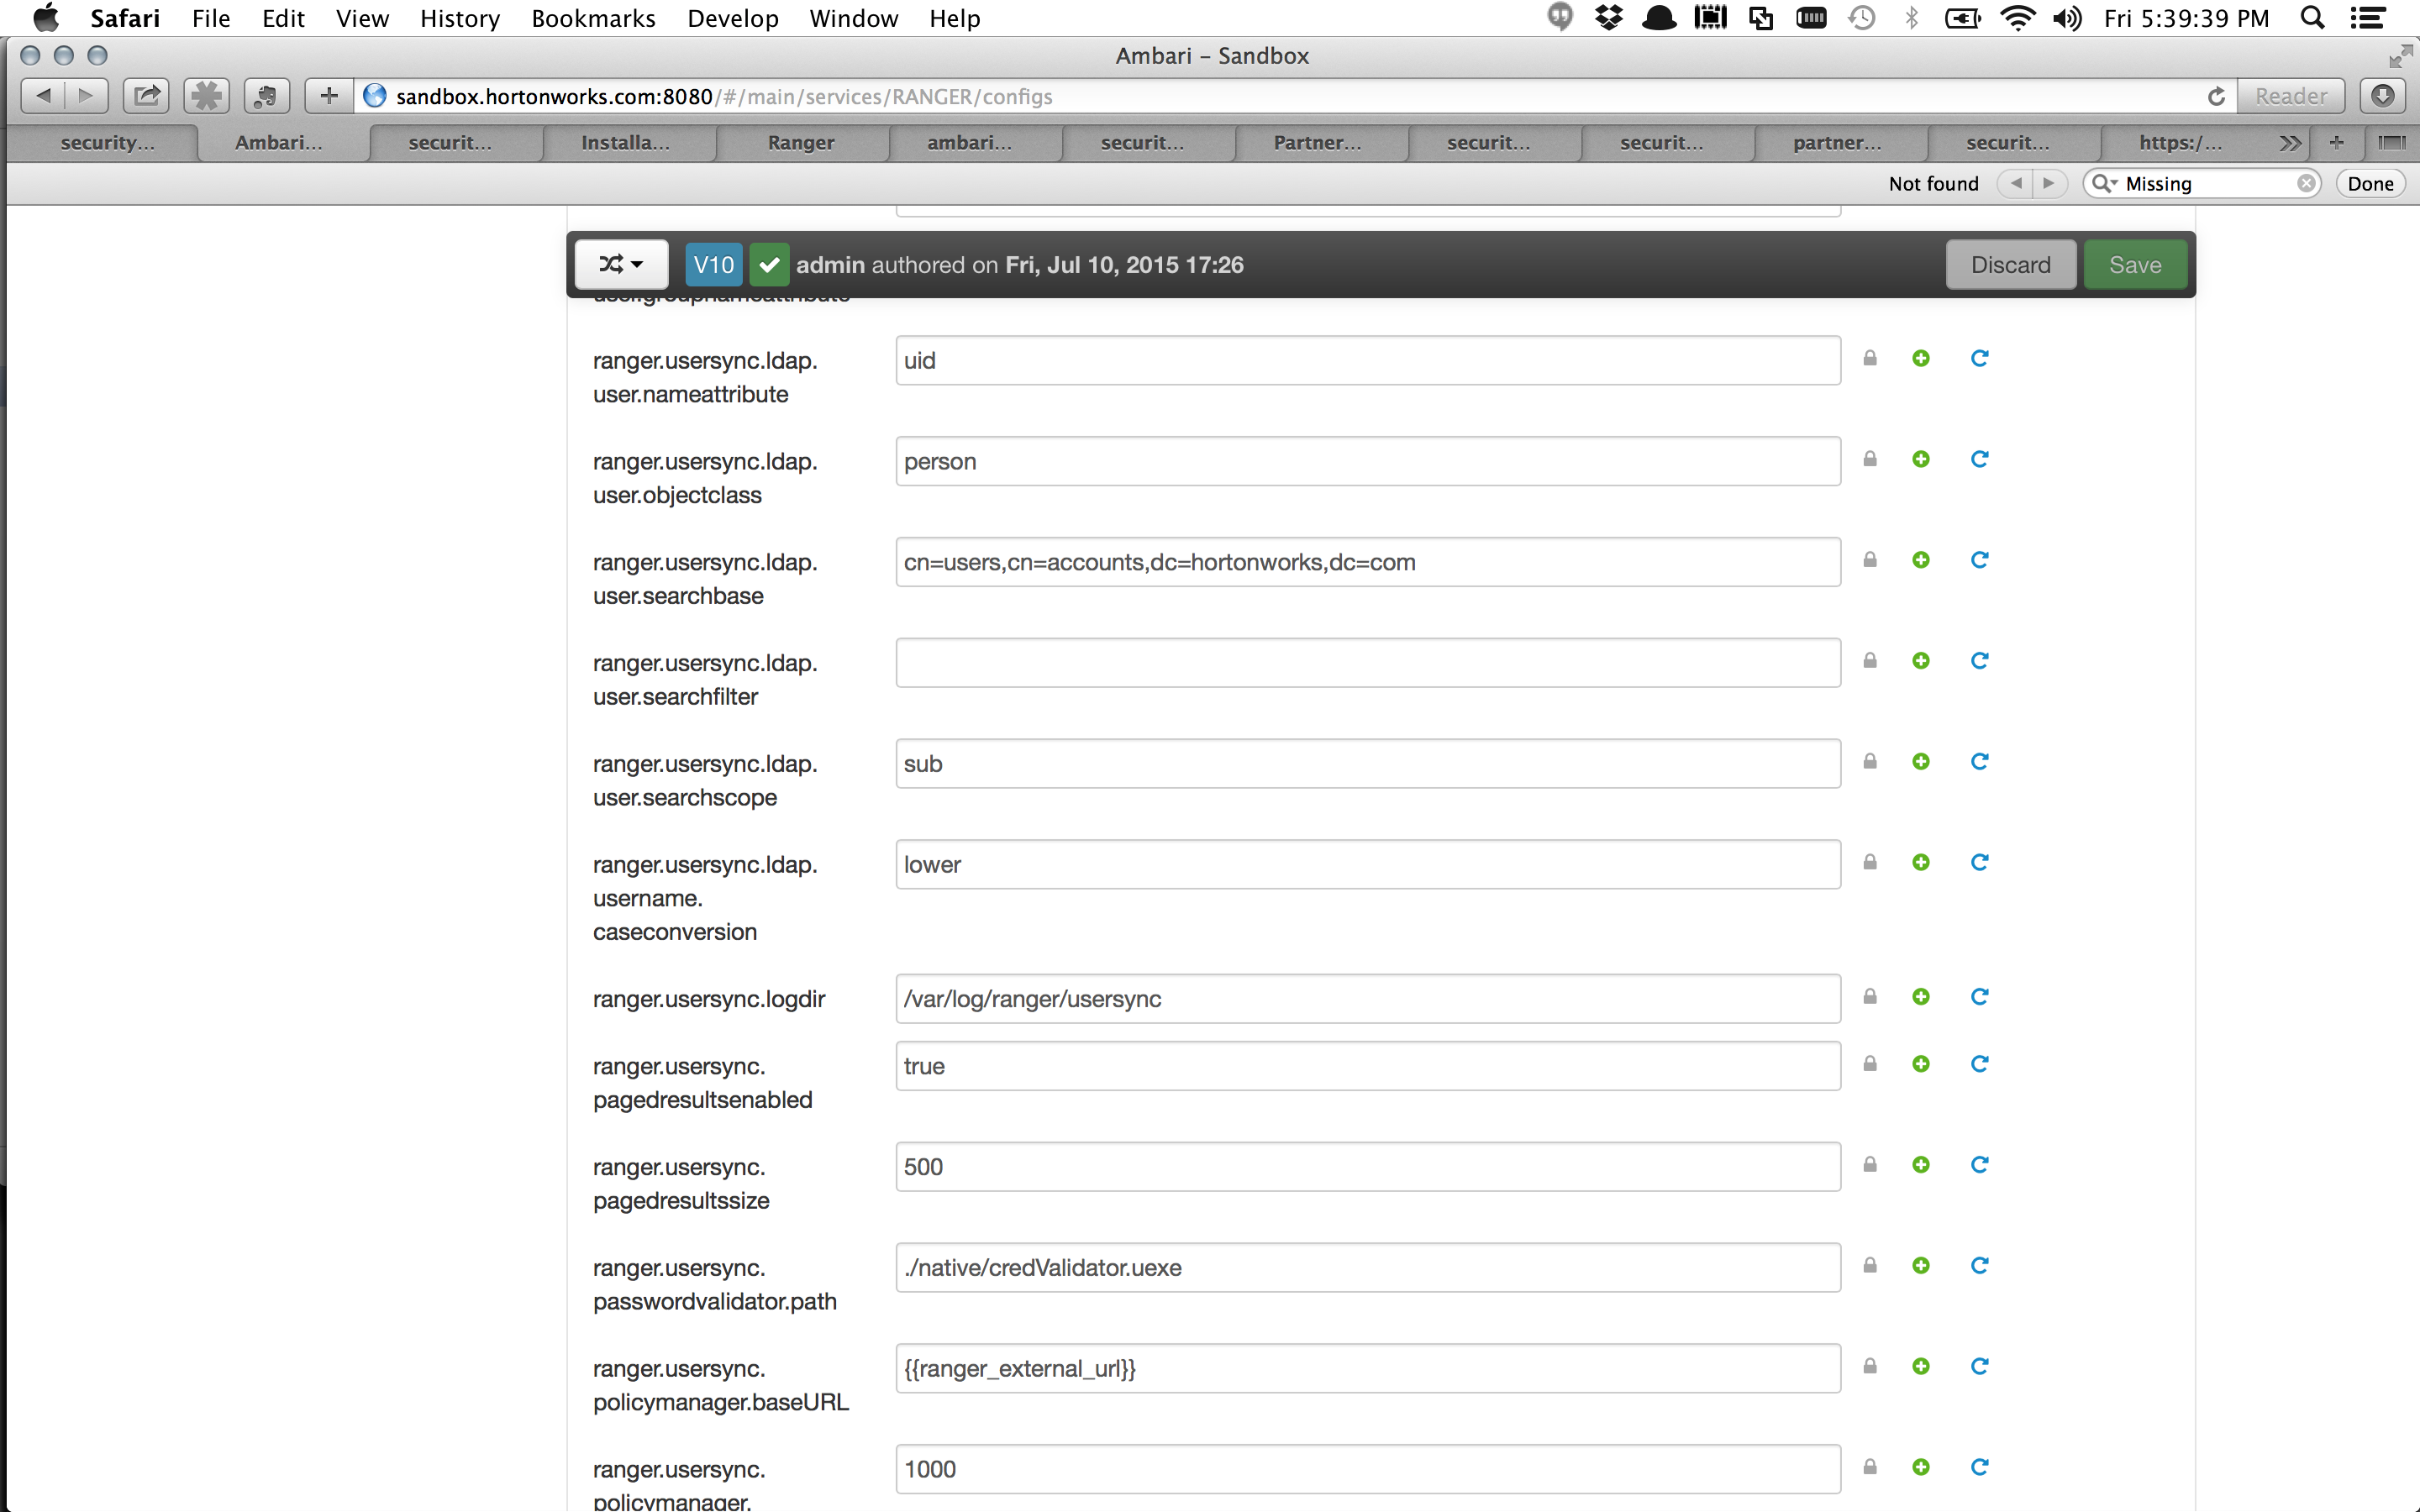 Safari File Edit View History Bookmarks Develop Window Help Fri 5:39:39 PM
Ambari – Sandbox
sandbox.hortonworks.com:8080/#/main/services/RANGER/configs Reader
security... Ambari... securit... Installa... Ranger ambari... securit... Partner... securit... securit... partner... securit... https:/...
Not found Missing Done
V10 admin authored on Fri, Jul 10, 2015 17:26 Discard Save
user.groupnameattribute
ranger.usersync.ldap. uid
user.nameattribute
ranger.usersync.ldap. person
user.objectclass
ranger.usersync.ldap. cn=users,cn=accounts,dc=hortonworks,dc=com
user.searchbase
ranger.usersync.ldap.
user.searchfilter
ranger.usersync.ldap. sub
user.searchscope
ranger.usersync.ldap. lower
username.
caseconversion
ranger.usersync.logdir /var/log/ranger/usersync
ranger.usersync. true
pagedresultsenabled
ranger.usersync. 500
pagedresultssize
ranger.usersync. ./native/credValidator.uexe
passwordvalidator.path
ranger.usersync. {{ranger_external_url}}
policymanager.baseURL
ranger.usersync. 1000
policymanager.